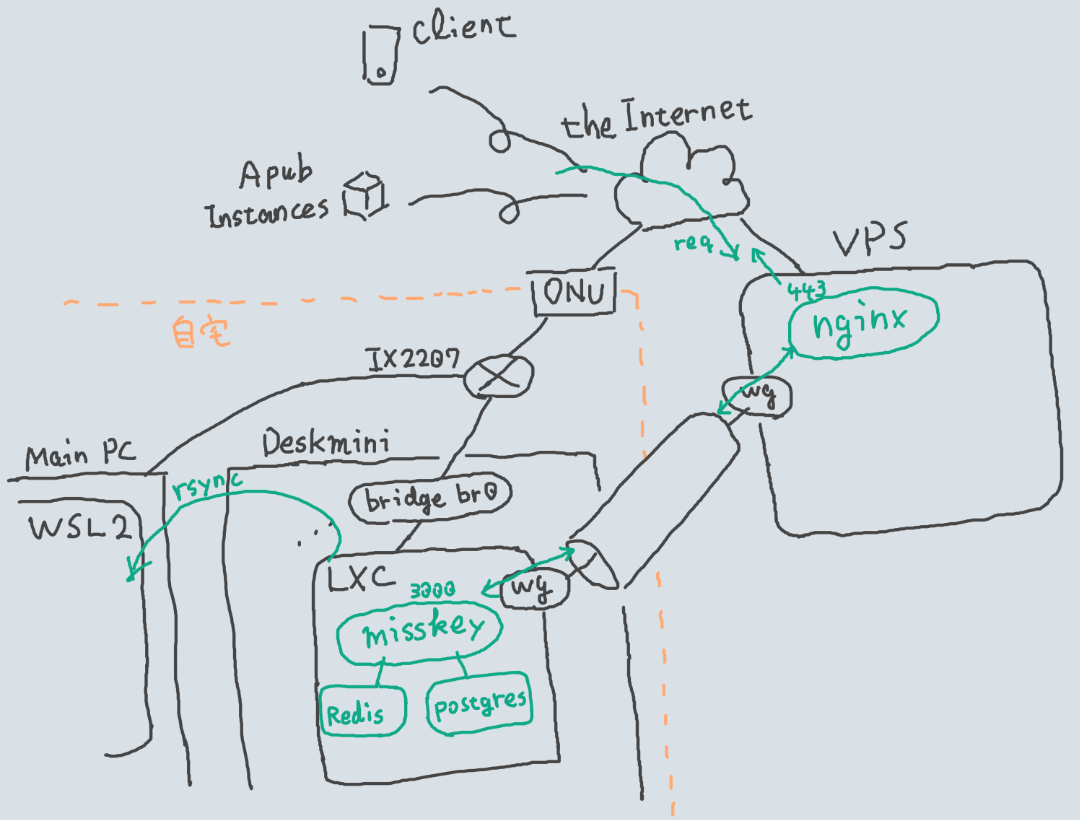 Client
the Internet
Apub
Instances
req
VPS
443
nginx
ONU
自宅
IX2207
wg
Main PC
Deskmini
rsync
bridge br0
WSL2
LXC
3000
wg
misskey
Redis
postgres